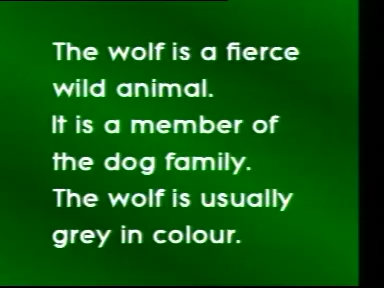 The wolf is a fierce
wild animal.
It is a member of
the dog family.
The wolf is usually
grey in colour.